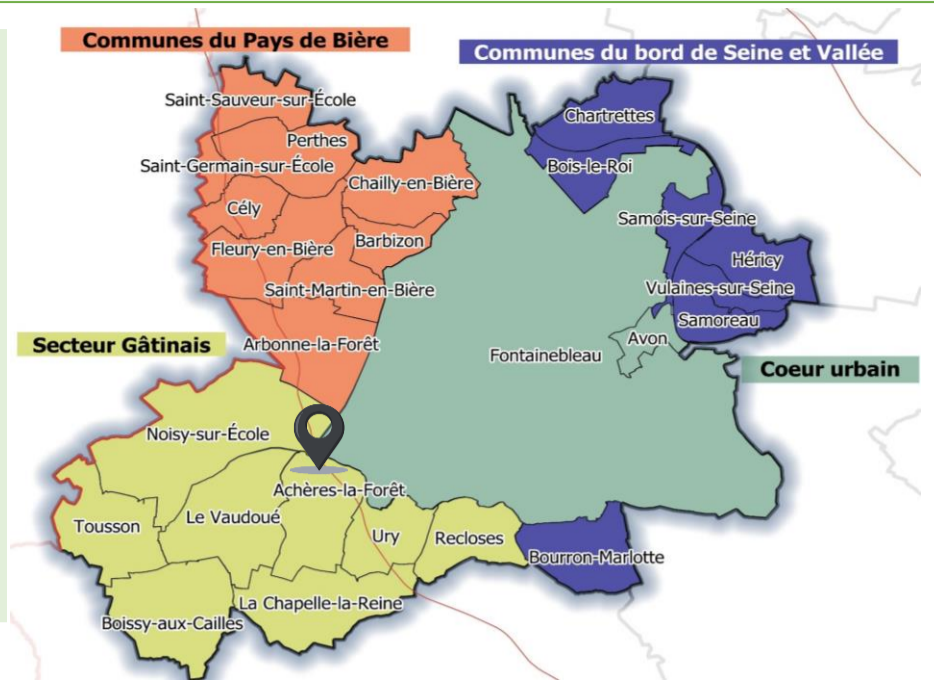 Communes du Pays de Bière
Communes du bord de Seine et Vallée
Saint-Sauveur-sur-École
Chartrettes
Perthes
Saint-Germain-sur-École
Bois-le-Roi
Chailly-en-Bière
Cély
Samois-sur-Seine
Barbizon
Fleury-en-Bière
Héricy
Saint-Martin-en-Bière
Vulaines-sur-Seine
Samoreau
Secteur Gâtinais
Arbonne-la-Forêt
Avon
Fontainebleau
Coeur urbain
Noisy-sur-École
Achères-la-Forêt
Le Vaudoué
Tousson
Ury
Recloses
Bourron-Marlotte
La Chapelle-la-Reine
Boissy-aux-Cailles